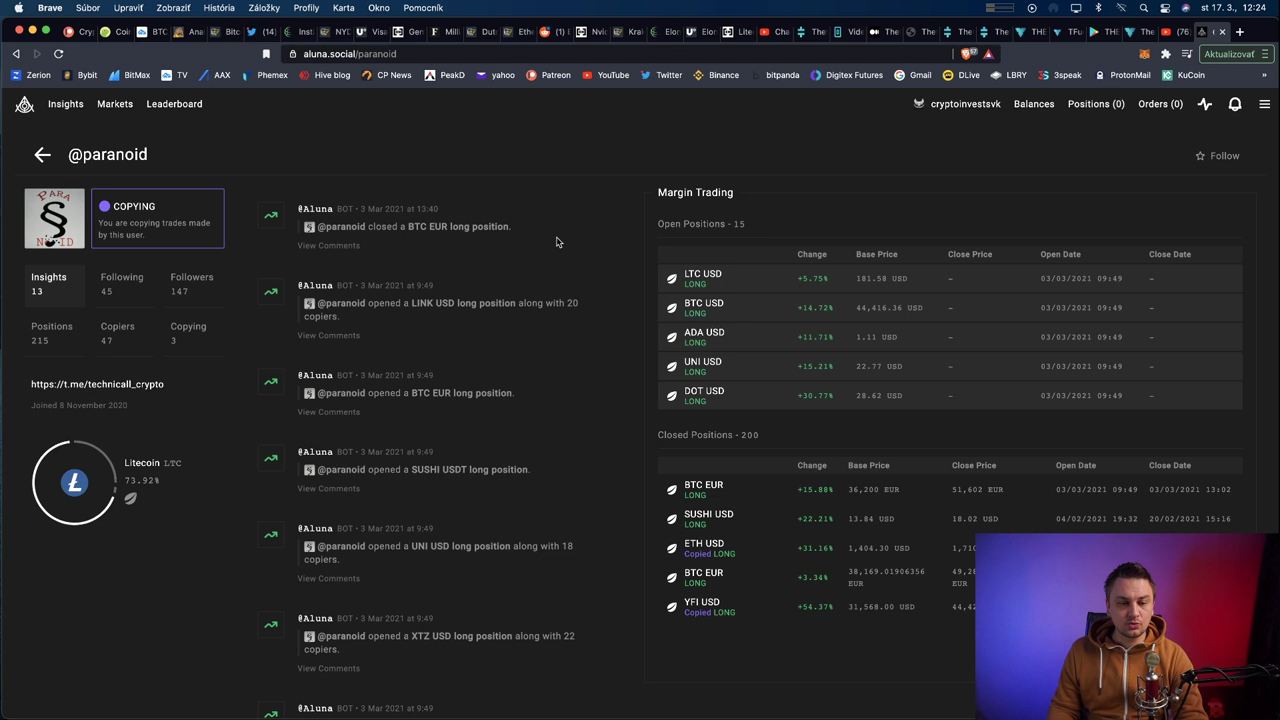 Brave Súbor Upraviť Zobraziť História Záložky Profily Karta Okno Pomocník st 17.3., 12:24
aluna.social/paranoid
Aktualizovať
Zerion Bybit BitMax TV AAX Phemex Hive blog CP News PeakD yahoo Patreon YouTube Twitter Binance bitpanda Digitex Futures Gmail DLive LBRY 3speak ProtonMail KuCoin »
Insights Markets Leaderboard cryptoinvestsvk Balances Positions (0) Orders (0)
@paranoid Follow
PARA
NOID
COPYING
You are copying trades made
by this user.
Insights Following Followers
13 45 147
Positions Copiers Copying
215 47 3
https://t.me/technicall_crypto
Joined 8 November 2020
Litecoin LTC
73.92%
@Aluna BOT • 3 Mar 2021 at 13:40
@paranoid closed a BTC EUR long position.
View Comments
@Aluna BOT • 3 Mar 2021 at 9:49
@paranoid opened a LINK USD long position along with 20
copiers.
View Comments
@Aluna BOT • 3 Mar 2021 at 9:49
@paranoid opened a BTC EUR long position.
View Comments
@Aluna BOT • 3 Mar 2021 at 9:49
@paranoid opened a SUSHI USDT long position.
View Comments
@Aluna BOT • 3 Mar 2021 at 9:49
@paranoid opened a UNI USD long position along with 18
copiers.
View Comments
@Aluna BOT • 3 Mar 2021 at 9:49
@paranoid opened a XTZ USD long position along with 22
copiers.
View Comments
@Aluna BOT • 3 Mar 2021 at 9:49
Margin Trading
Open Positions - 15
Change Base Price Close Price Open Date Close Date
LTC USD
LONG +5.75% 181.58 USD – 03/03/2021 09:49 –
BTC USD
LONG +14.72% 44,416.36 USD – 03/03/2021 09:49 –
ADA USD
LONG +11.71% 1.11 USD – 03/03/2021 09:49 –
UNI USD
LONG +15.21% 22.77 USD – 03/03/2021 09:49 –
DOT USD
LONG +30.77% 28.62 USD – 03/03/2021 09:49 –
Closed Positions - 200
Change Base Price Close Price Open Date Close Date
BTC EUR
LONG +15.88% 36,200 EUR 51,602 EUR 03/03/2021 09:49 03/03/2021 13:02
SUSHI USD
LONG +22.21% 13.84 USD 18.02 USD 04/02/2021 19:32 20/02/2021 15:16
ETH USD
Copied LONG +31.16% 1,404.30 USD 1,710
BTC EUR
LONG +3.34% 38,169.01906356 49,28
EUR EUR
YFI USD
Copied LONG +54.37% 31,568.00 USD 44,42